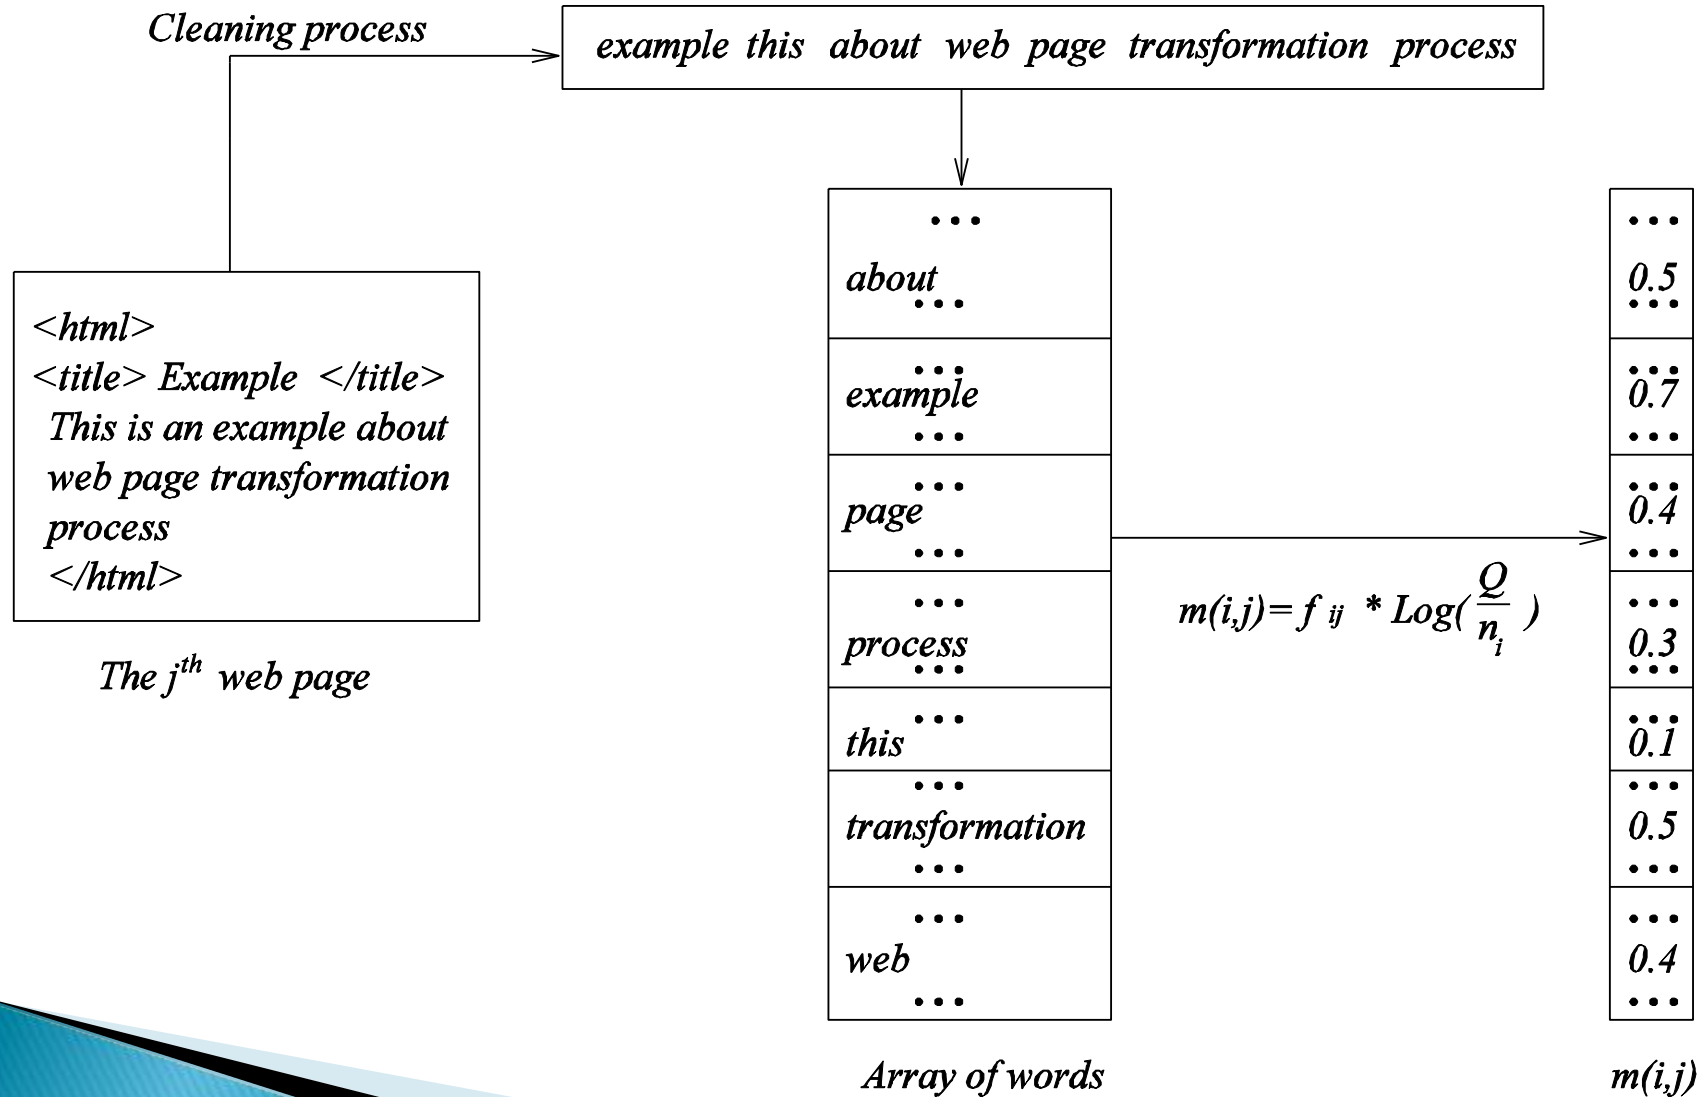 Cleaning process
example this about web page transformation process
<html>
<title> Example </title>
This is an example about
web page transformation
process
</html>
The j^th web page
...
about
...
...
example
...
...
page
...
...
process
...
...
this
...
transformation
...
...
web
...
Array of words
m(i,j)=f ij * Log(Q/n_i)
...
0.5
...
...
0.7
...
...
0.4
...
...
0.3
...
...
0.1
...
0.5
...
...
0.4
...
m(i,j)